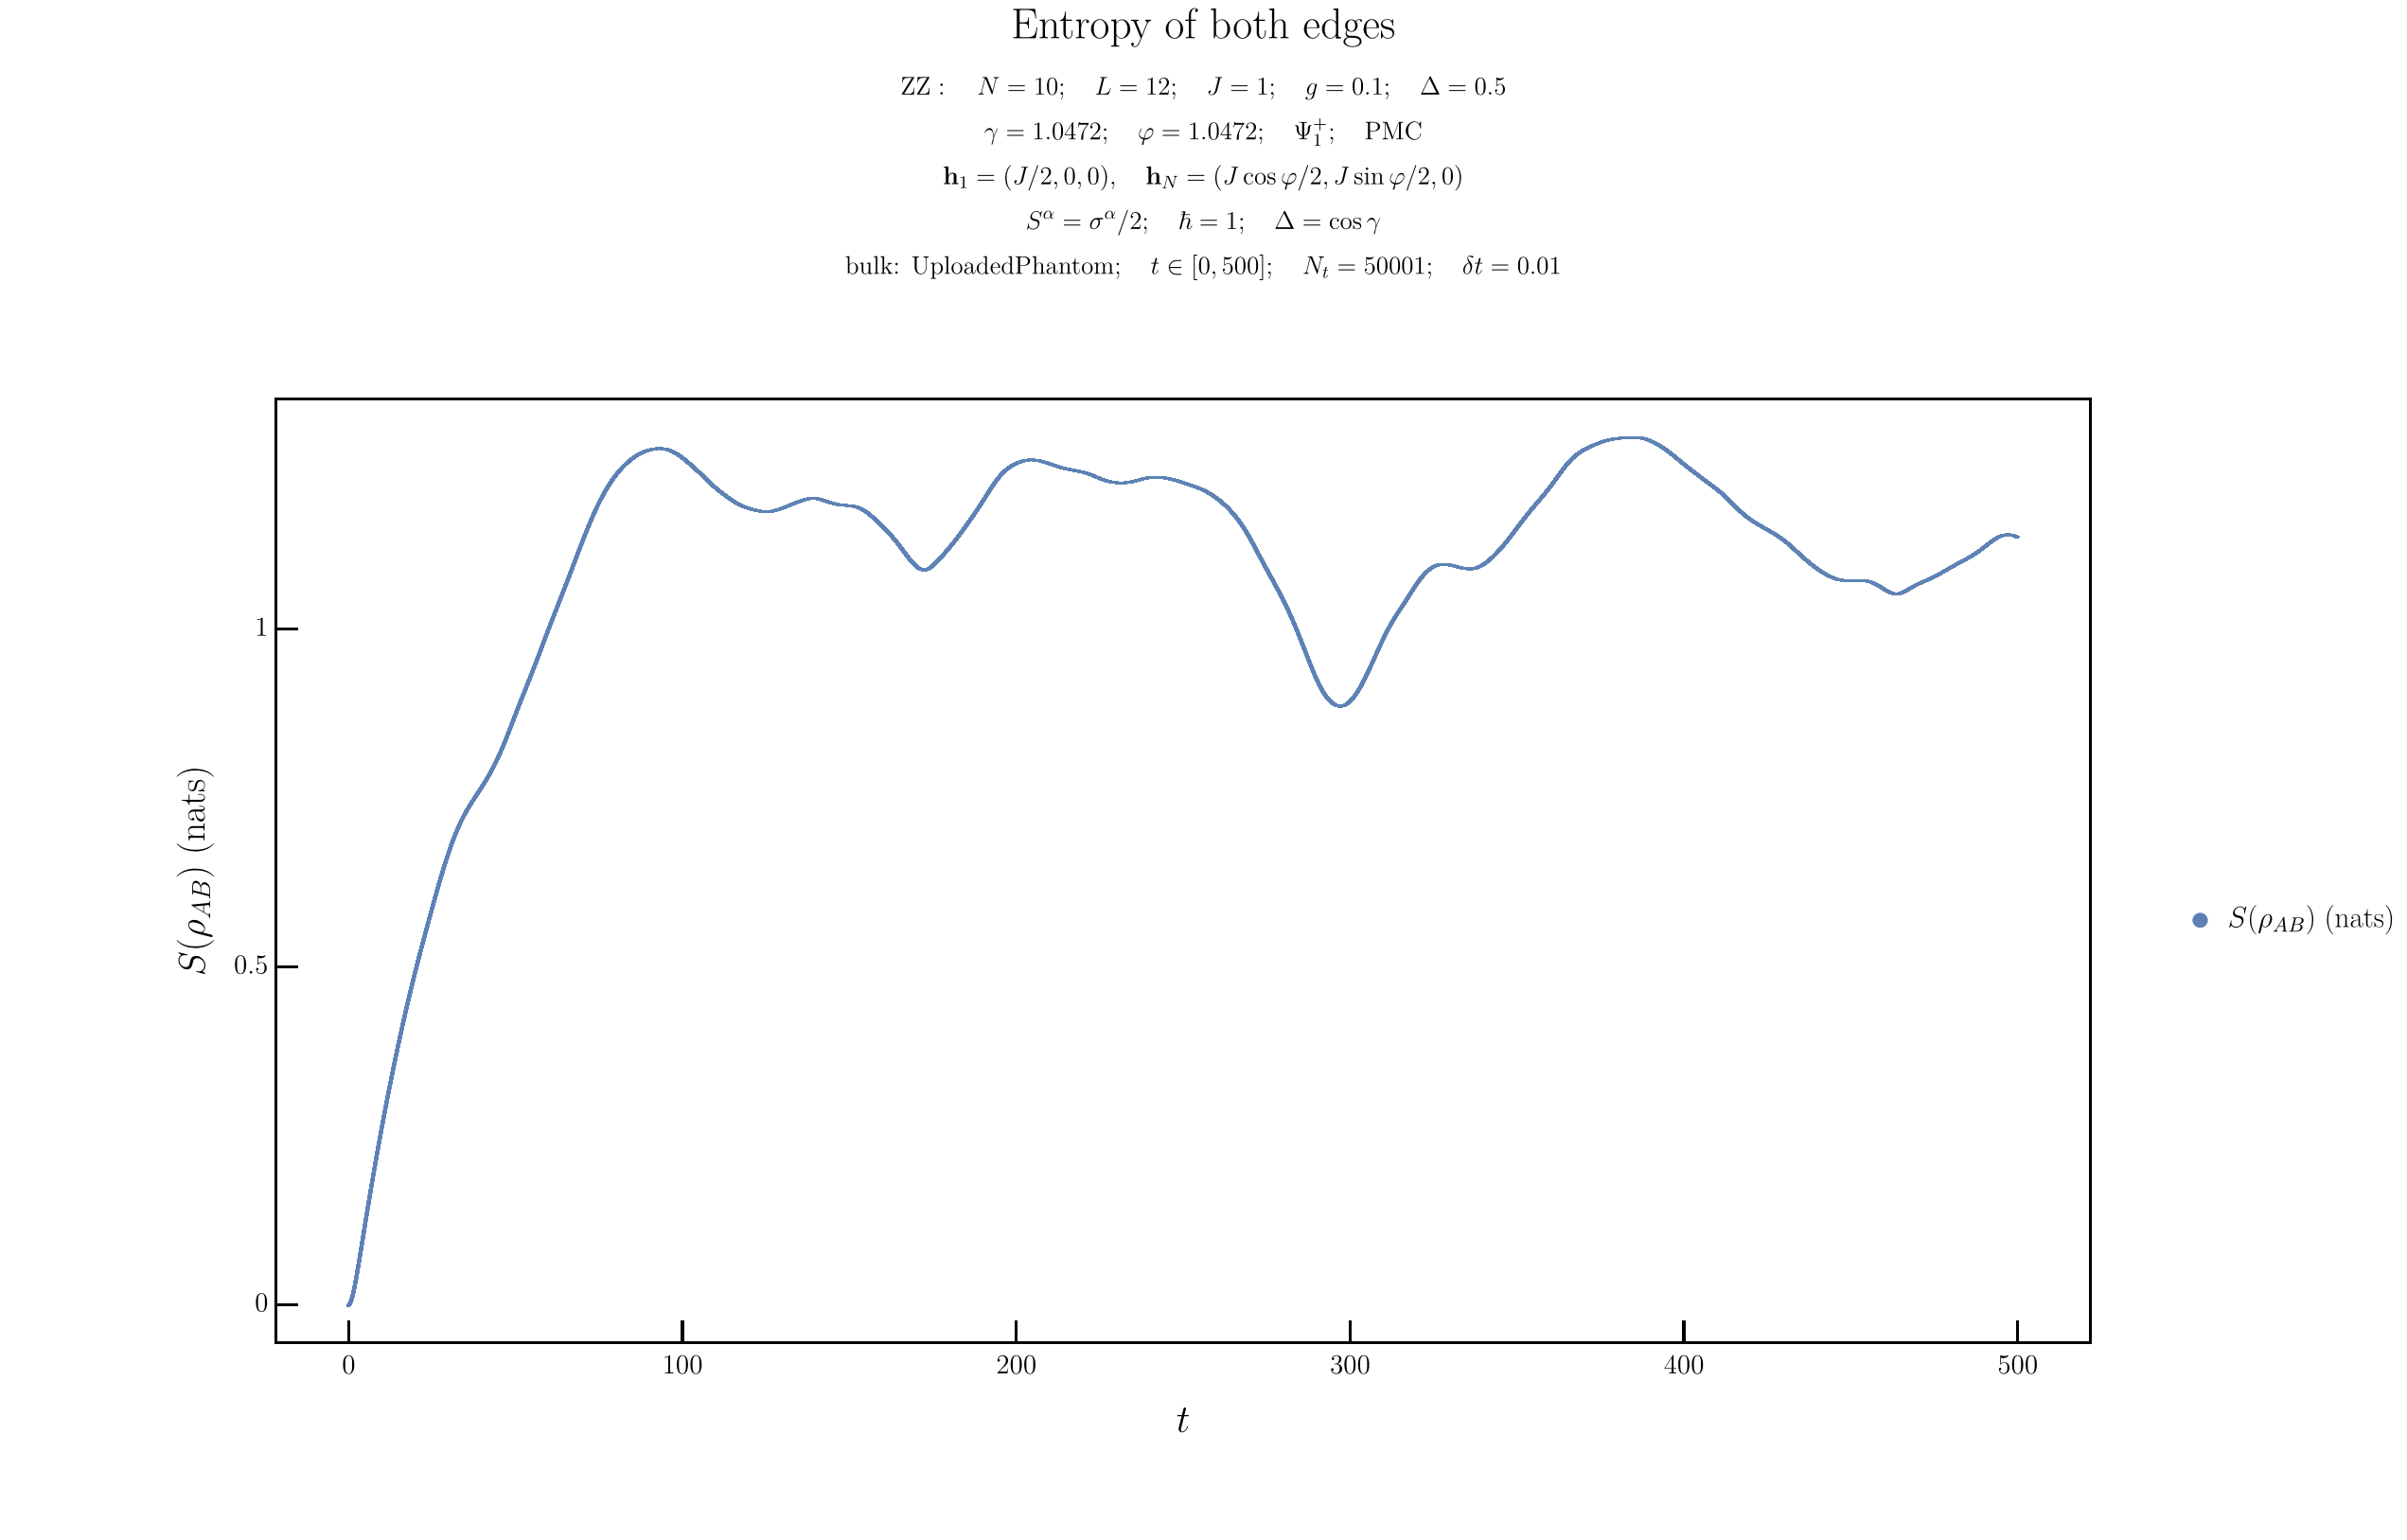 Entropy of both edges
ZZ : N = 10; L = 12; J = 1; g = 0.1; Δ = 0.5
γ = 1.0472; φ = 1.0472; Ψ₁⁺; PMC
h₁ = (J/2, 0, 0), h_N = (J cos φ/2, J sin φ/2, 0)
S^α = σ^α/2; ℏ = 1; Δ = cos γ
bulk: UploadedPhantom; t ∈ [0, 500]; N_t = 50001; δt = 0.01
S(ρ_AB) (nats)
1
0.5
0
0 100 200 300 400 500
t
S(ρ_AB) (nats)